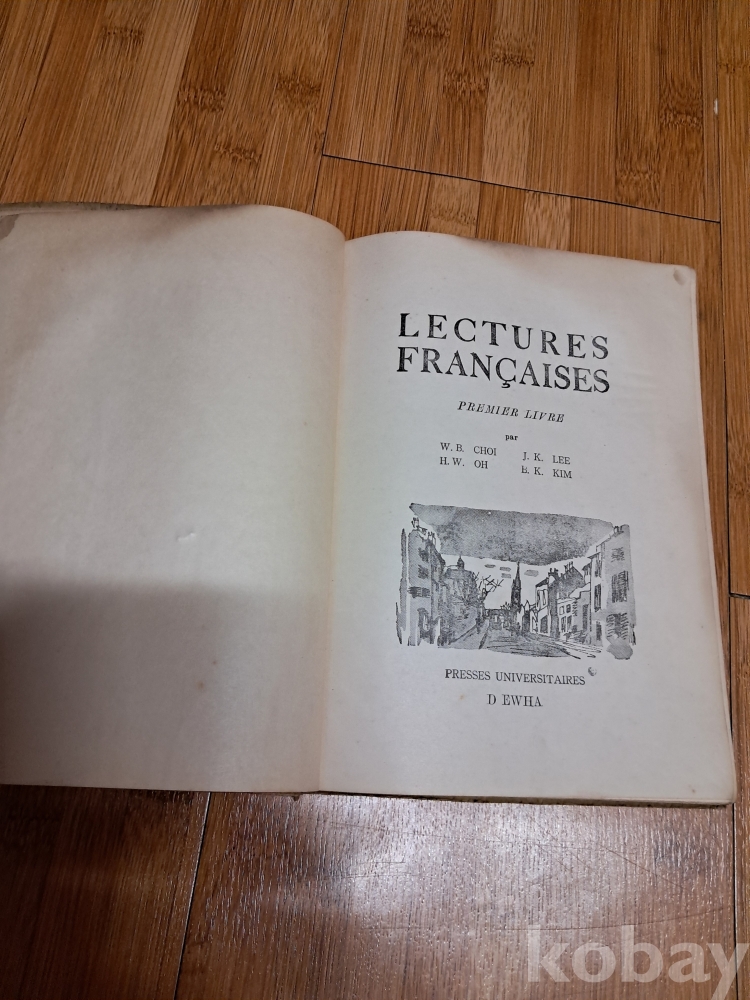 LECTURES
FRANÇAISES
PREMIER LIVRE
par
W. B. CHOI J. K. LEE
H. W. OH B. K. KIM
PRESSES UNIVERSITAIRES
D EWHA
kobay